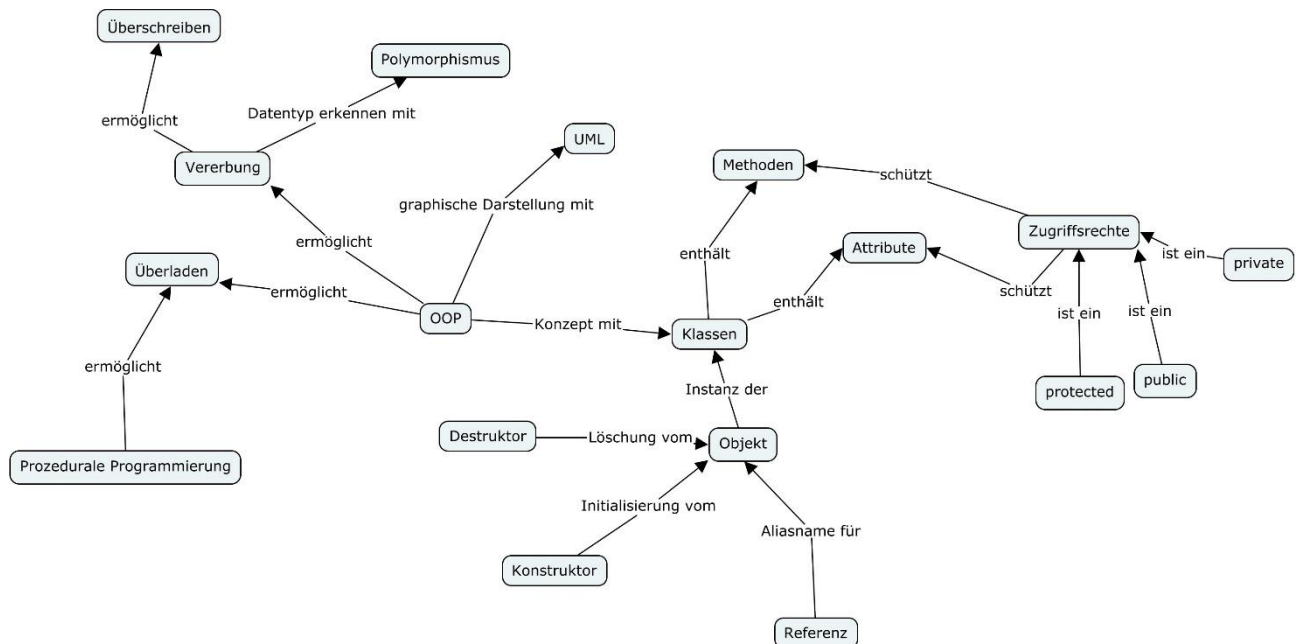 Überschreiben
Polymorphismus
ermöglicht
Datentyp erkennen mit
UML
Vererbung
Methoden
schützt
graphische Darstellung mit
Zugriffsrechte
ermöglicht
enthält
Attribute
ist ein
private
Überladen
ermöglicht
schützt
enthält
OOP
Konzept mit
Klassen
ist ein
ist ein
ermöglicht
public
Instanz der
protected
Destruktor
Löschung vom
Objekt
Prozedurale Programmierung
Initialisierung vom
Aliasname für
Konstruktor
Referenz